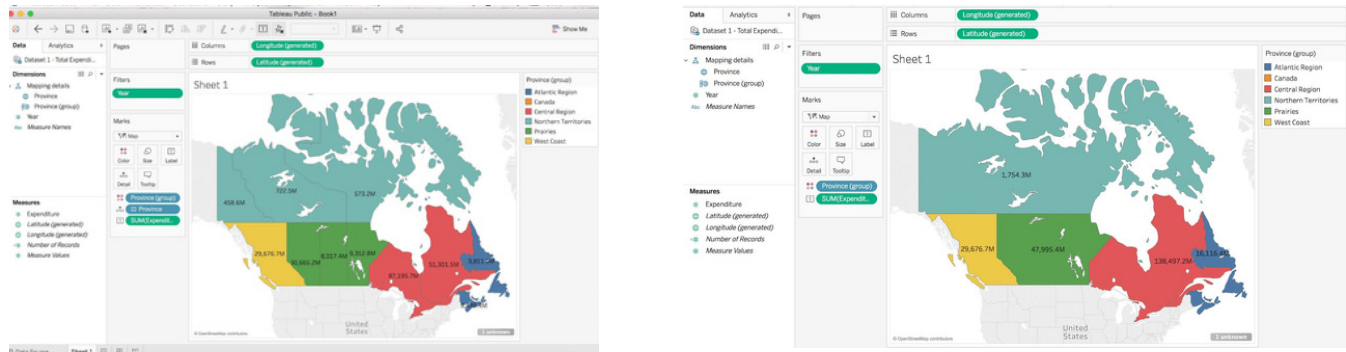 Tableau Public - Book1
Show Me
Data
Analytics
Pages
Columns
Longitude (generated)
Rows
Latitude (generated)
Dataset 1 - Total Expendi...
Dimensions
Mapping details
Province
Province (group)
Year
Abc Measure Names
Filters
Year
Marks
Map
Color
Size
Label
Detail
Tooltip
Province (group)
Province
SUM(Expendit..
Measures
Expenditure
Latitude (generated)
Longitude (generated)
Number of Records
Measure Values
Sheet 1
458.6M
722.5M
573.2M
29,676.7M
8,317.4M
9,312.8M
87,195.7M
51,301.5M
United
States
© OpenStreetMap contributors
1 unknown
Province (group)
Atlantic Region
Canada
Central Region
Northern Territories
Prairies
West Coast
Data Source
Sheet 1
Data
Analytics
Pages
Columns
Longitude (generated)
Rows
Latitude (generated)
Dataset 1 - Total Expendi...
Dimensions
Mapping details
Province
Province (group)
Year
Abc Measure Names
Filters
Year
Marks
Map
Color
Size
Label
Detail
Tooltip
Province (group)
SUM(Expendit..
Measures
Expenditure
Latitude (generated)
Longitude (generated)
Number of Records
Measure Values
Sheet 1
1,754.3M
29,676.7M
47,995.4M
138,497.2M
United
States
© OpenStreetMap contributors
1 unknown
Province (group)
Atlantic Region
Canada
Central Region
Northern Territories
Prairies
West Coast